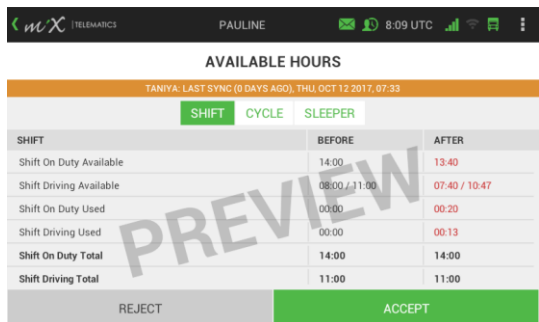 miX TELEMATICS PAULINE 8:09 UTC
AVAILABLE HOURS
TANIYA: LAST SYNC (0 DAYS AGO), THU, OCT 12 2017, 07:33
SHIFT CYCLE SLEEPER
SHIFT BEFORE AFTER
Shift On Duty Available 14:00 13:40
Shift Driving Available 08:00 / 11:00 07:40 / 10:47
Shift On Duty Used 00:00 00:20
Shift Driving Used 00:00 00:13
Shift On Duty Total 14:00 14:00
Shift Driving Total 11:00 11:00
PREVIEW
REJECT ACCEPT